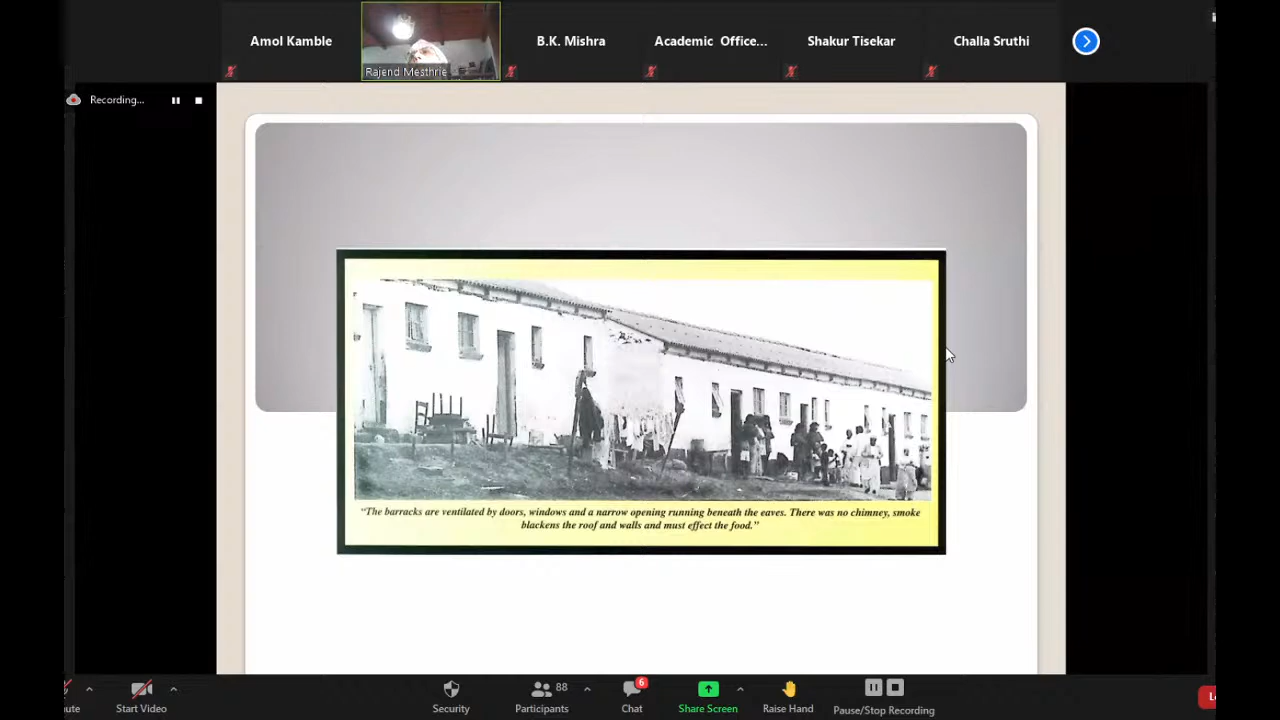 Amol Kamble
Rajend Mesthrie
B.K. Mishra
Academic Office...
Shakur Tisekar
Challa Sruthi
Recording...
"The barracks are ventilated by doors, windows and a narrow opening running beneath the eaves. There was no chimney, smoke
blackens the roof and walls and must effect the food."
ute
Start Video
Security
88
Participants
6
Chat
Share Screen
Raise Hand
Pause/Stop Recording